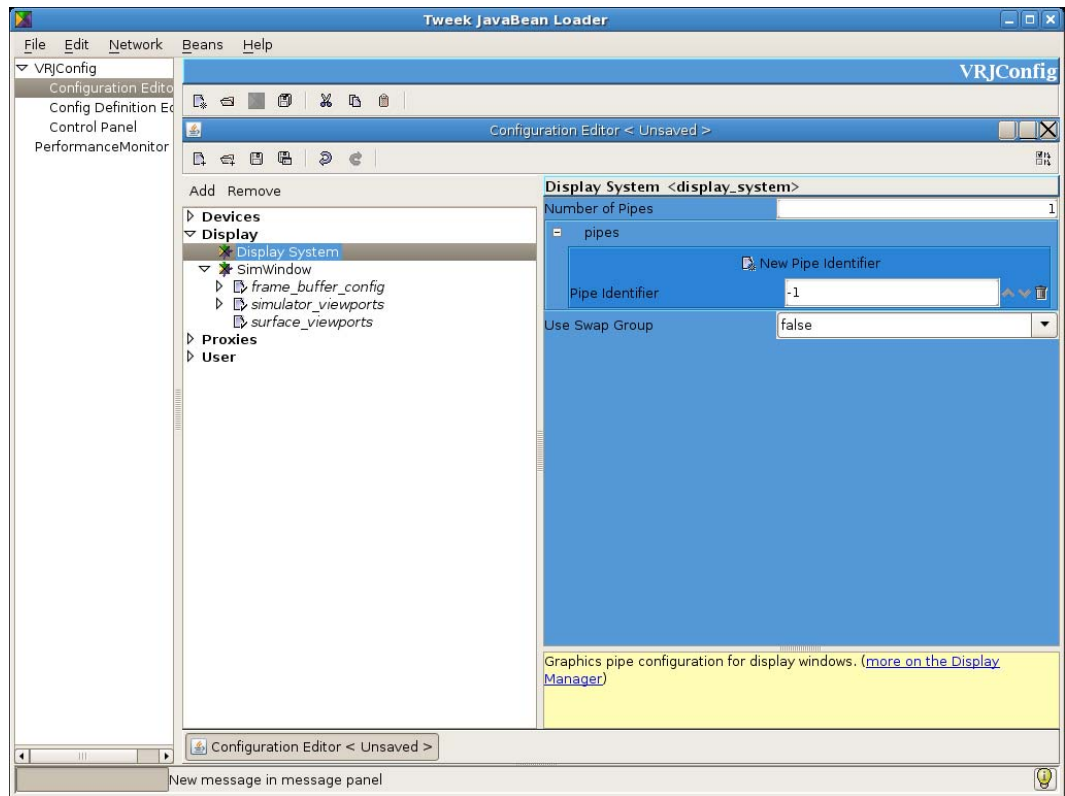 Tweek JavaBean Loader
File Edit Network Beans Help
VRJConfig
Configuration Edito
Config Definition Ed
Control Panel
PerformanceMonitor
VRJConfig
Configuration Editor < Unsaved >
Add Remove
Devices
Display
Display System
SimWindow
frame_buffer_config
simulator_viewports
surface_viewports
Proxies
User
Display System <display_system>
Number of Pipes 1
pipes
New Pipe Identifier
Pipe Identifier -1
Use Swap Group false
Graphics pipe configuration for display windows. (more on the Display
Manager)
Configuration Editor < Unsaved >
New message in message panel